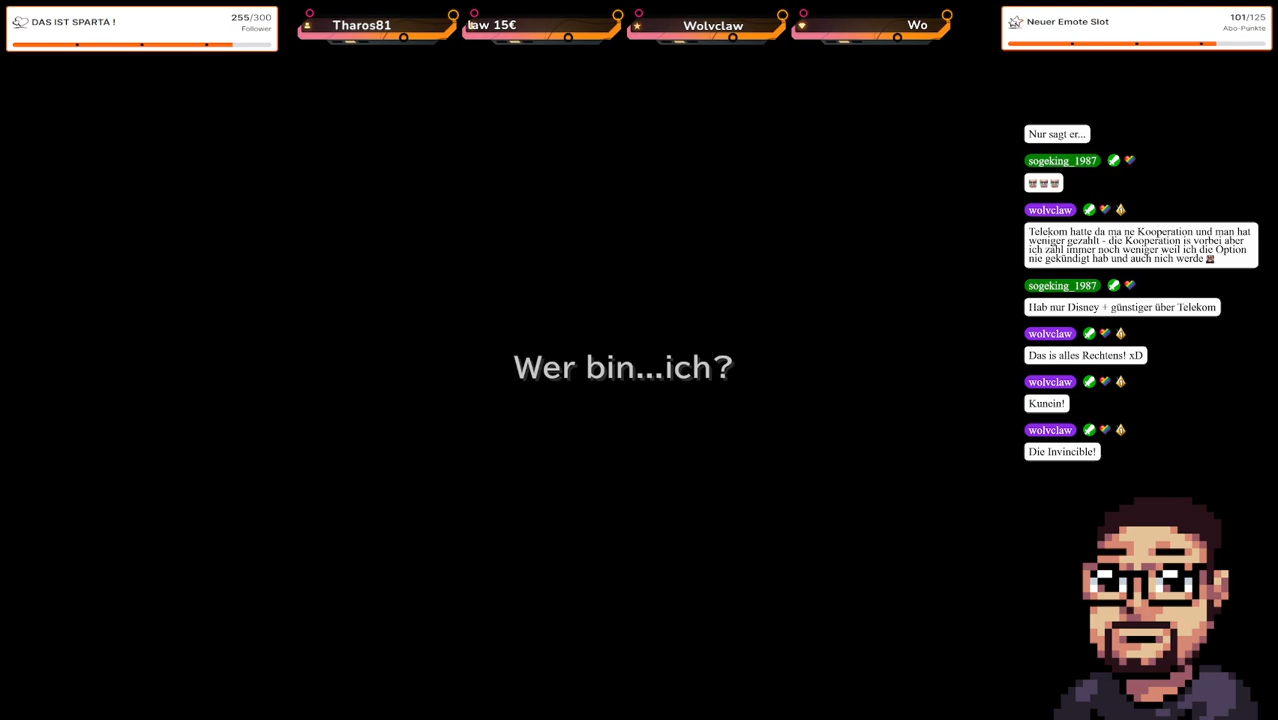 DAS IST SPARTA !
255/300
Follower
Tharos81
law 15€
Wolvclaw
Wo
Neuer Emote Slot
101/125
Abo-Punkte
Nur sagt er...
sogeking_1987
wolvclaw
Telekom hatte da ma ne Kooperation und man hat
weniger gezahlt - die Kooperation is vorbei aber
ich zahl immer noch weniger weil ich die Option
nie gekündigt hab und auch nich werde
sogeking_1987
Hab nur Disney + günstiger über Telekom
wolvclaw
Das is alles Rechtens! xD
wolvclaw
Kunein!
wolvclaw
Die Invincible!
Wer bin...ich?